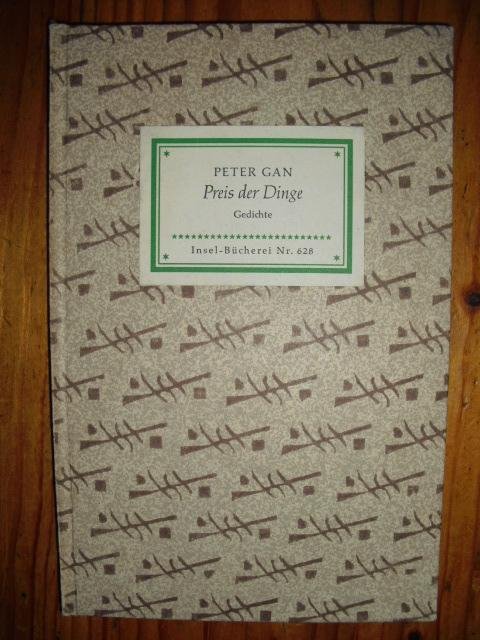 PETER GAN
Preis der Dinge
Gedichte
Insel-Bücherei Nr. 628